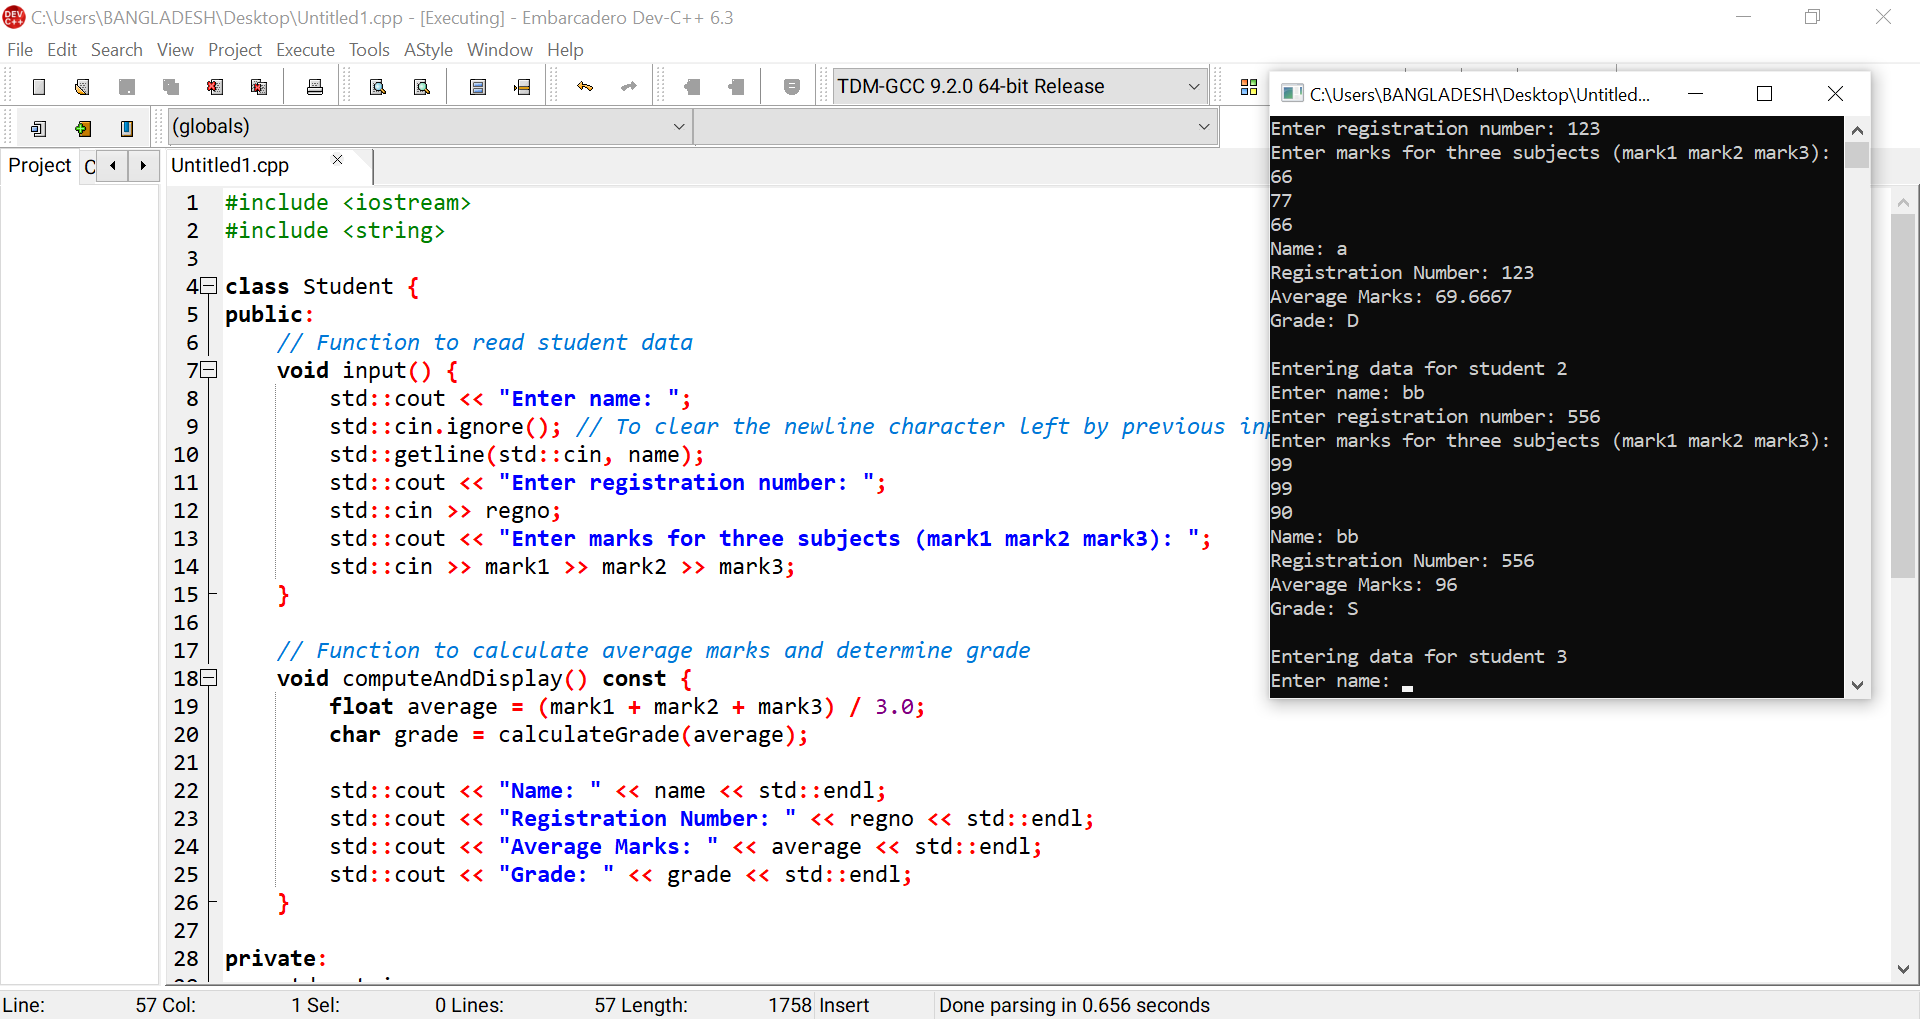 C:\Users\BANGLADESH\Desktop\Untitled1.cpp - [Executing] - Embarcadero Dev-C++ 6.3
File Edit Search View Project Execute Tools AStyle Window Help
TDM-GCC 9.2.0 64-bit Release
(globals)
Project
Untitled1.cpp
1 #include <iostream>
2 #include <string>
3
4 class Student {
5 public:
6 // Function to read student data
7 void input() {
8 std::cout << "Enter name: ";
9 std::cin.ignore(); // To clear the newline character left by previous
10 std::getline(std::cin, name);
11 std::cout << "Enter registration number: ";
12 std::cin >> regno;
13 std::cout << "Enter marks for three subjects (mark1 mark2 mark3): ";
14 std::cin >> mark1 >> mark2 >> mark3;
15 }
16
17 // Function to calculate average marks and determine grade
18 void computeAndDisplay() const {
19 float average = (mark1 + mark2 + mark3) / 3.0;
20 char grade = calculateGrade(average);
21
22 std::cout << "Name: " << name << std::endl;
23 std::cout << "Registration Number: " << regno << std::endl;
24 std::cout << "Average Marks: " << average << std::endl;
25 std::cout << "Grade: " << grade << std::endl;
26 }
27
28 private:
C:\Users\BANGLADESH\Desktop\Untitled...
Enter registration number: 123
Enter marks for three subjects (mark1 mark2 mark3):
66
77
66
Name: a
Registration Number: 123
Average Marks: 69.6667
Grade: D
Entering data for student 2
Enter name: bb
Enter registration number: 556
Enter marks for three subjects (mark1 mark2 mark3):
99
99
90
Name: bb
Registration Number: 556
Average Marks: 96
Grade: S
Entering data for student 3
Enter name:
Line: 57 Col: 1 Sel: 0 Lines: 57 Length: 1758 Insert Done parsing in 0.656 seconds